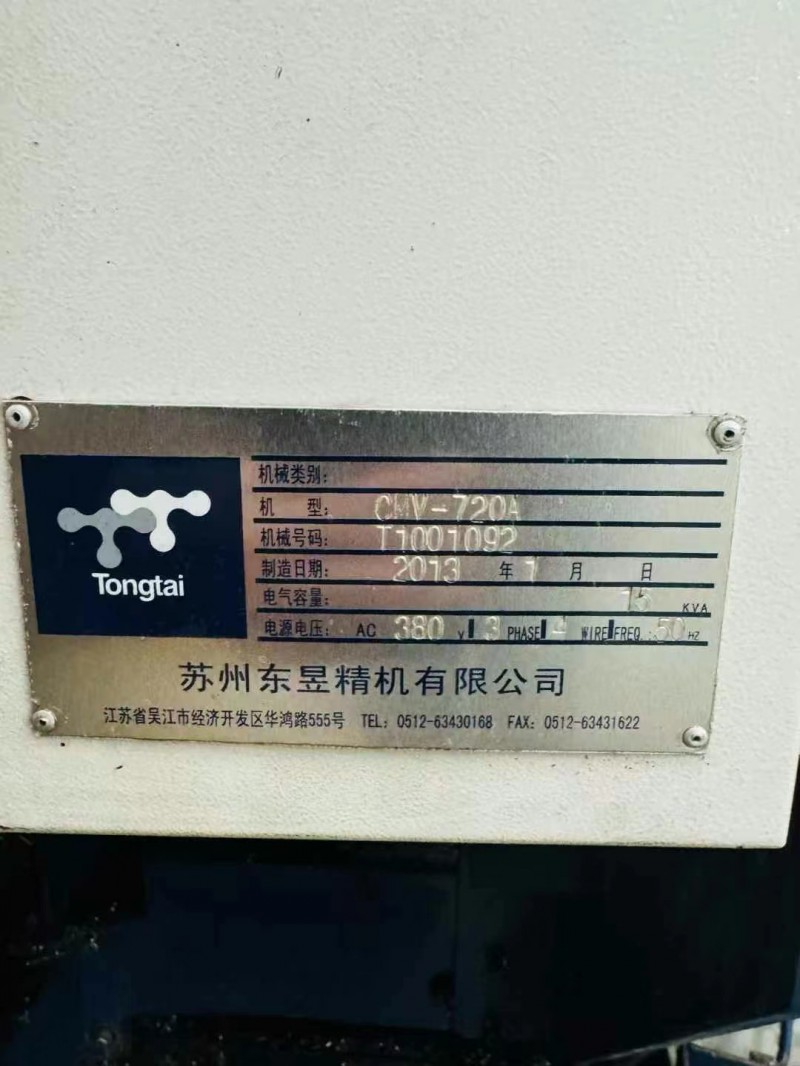 Tongtai
机械类别:
机 型: CMV-720A
机械号码: T1001092
制造日期: 2013 年 1 月 日
电气容量: 15 KVA
电源电压: AC 380 V 3 PHASE 4 WIRE FREQ.:50 HZ
苏州东昱精机有限公司
江苏省吴江市经济开发区华鸿路555号 TEL: 0512-63430168 FAX: 0512-63431622